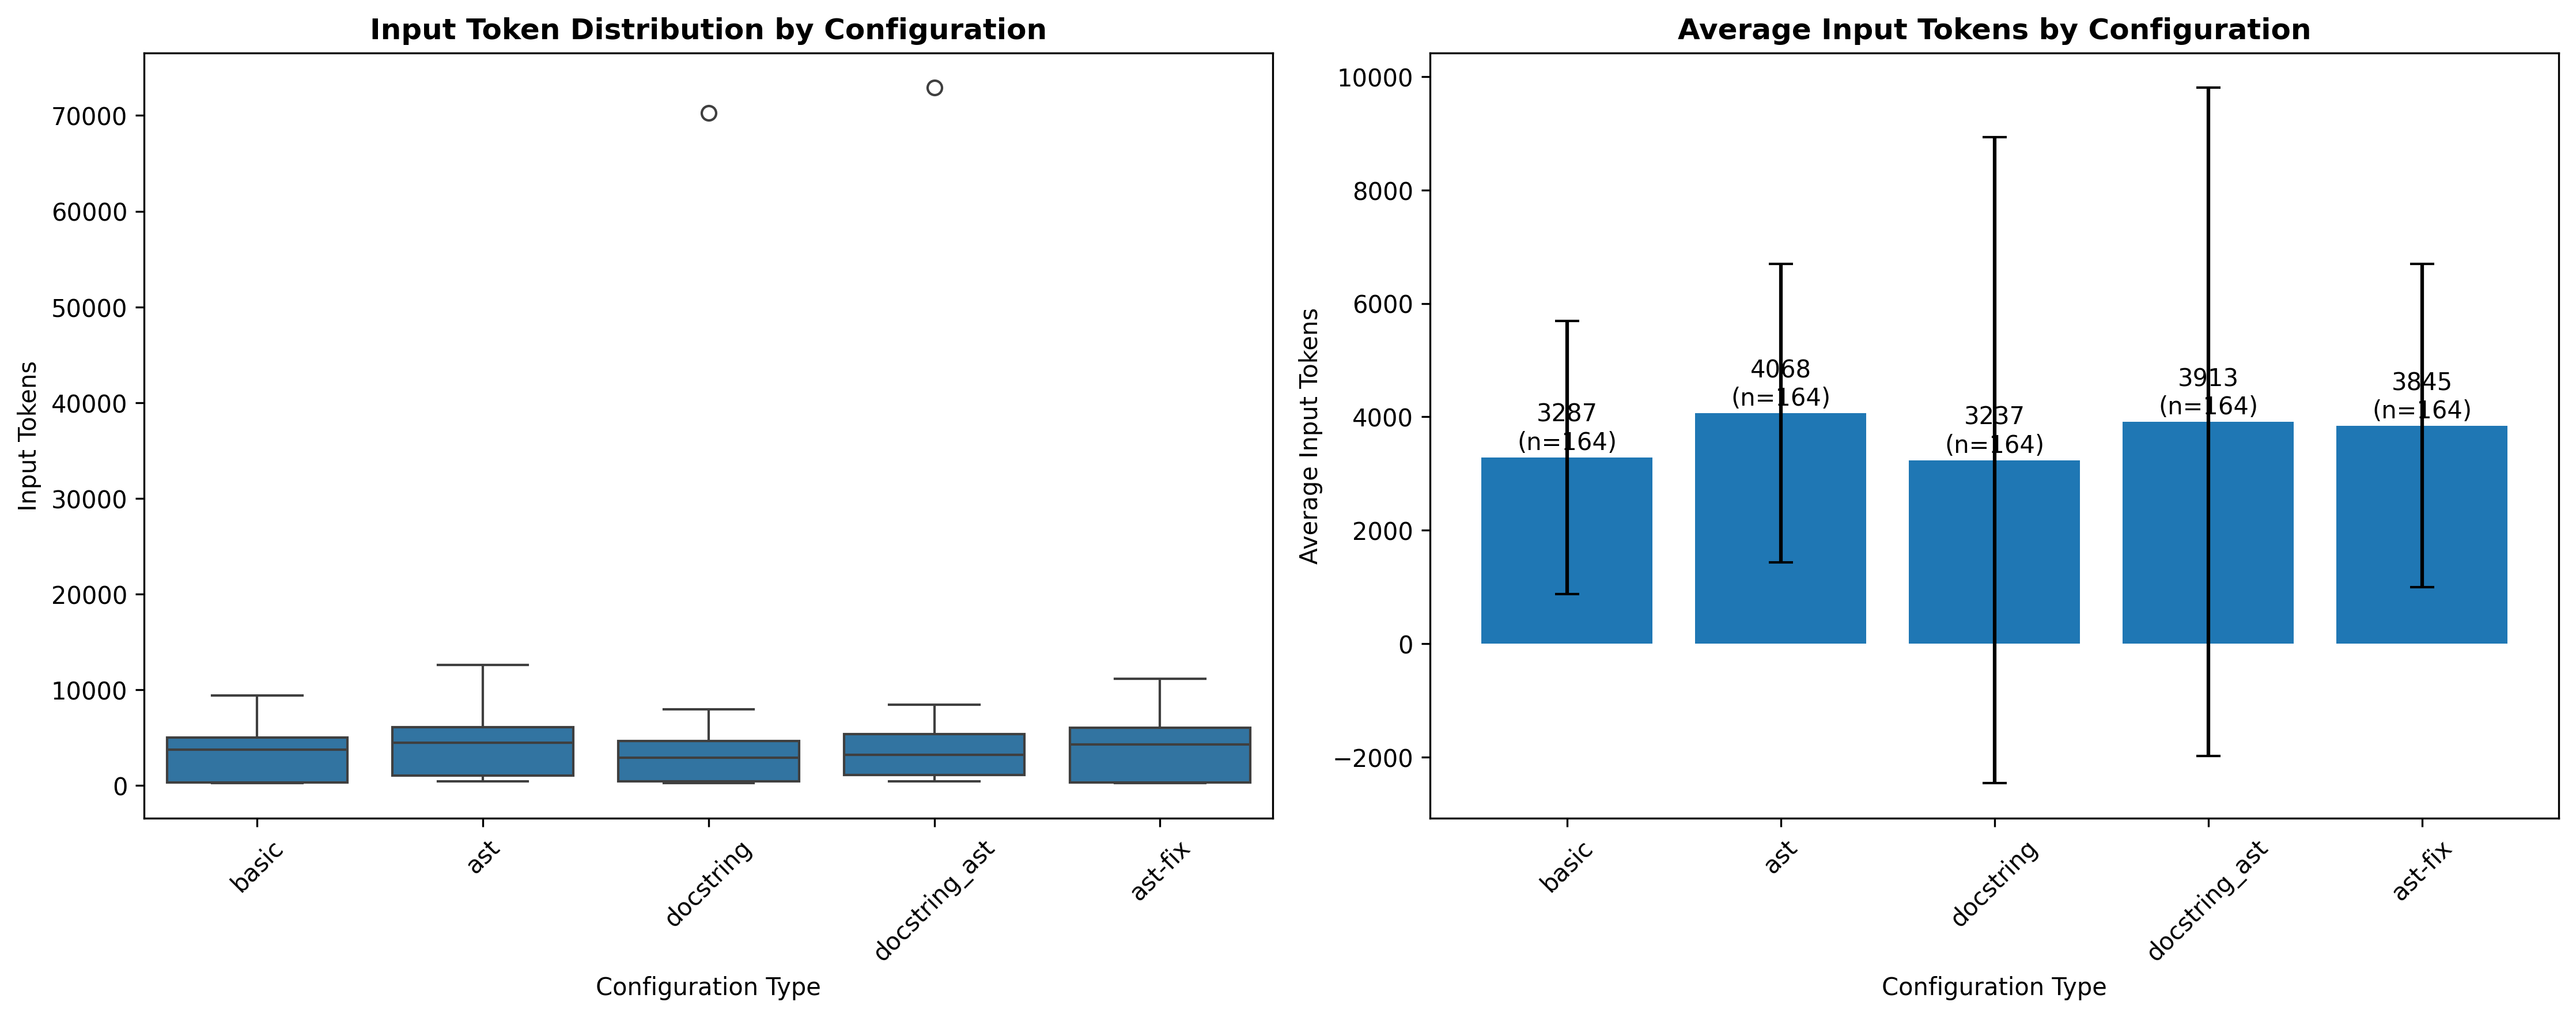 Input Token Distribution by Configuration
Input Tokens
70000
60000
50000
40000
30000
20000
10000
0
basic
ast
docstring
docstring_ast
ast-fix
Configuration Type
Average Input Tokens by Configuration
Average Input Tokens
10000
8000
6000
4000
2000
0
−2000
3287
(n=164)
4068
(n=164)
3237
(n=164)
3913
(n=164)
3845
(n=164)
basic
ast
docstring
docstring_ast
ast-fix
Configuration Type